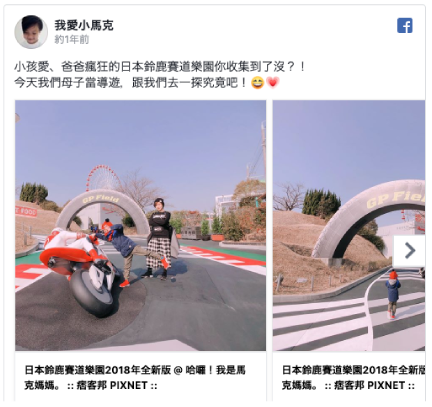 我愛小馬克
約1年前
小孩愛、爸爸瘋狂的日本鈴鹿賽道樂園你收集到了沒？！
今天我們母子當導遊，跟我們去一探究竟吧！
GP Field
GP Field
日本鈴鹿賽道樂園2018年全新版 @ 哈囉！我是馬
克媽媽。 :: 痞客邦 PIXNET ::
日本鈴鹿賽道樂園2018年全新版
克媽媽。 :: 痞客邦 PIXNET ::